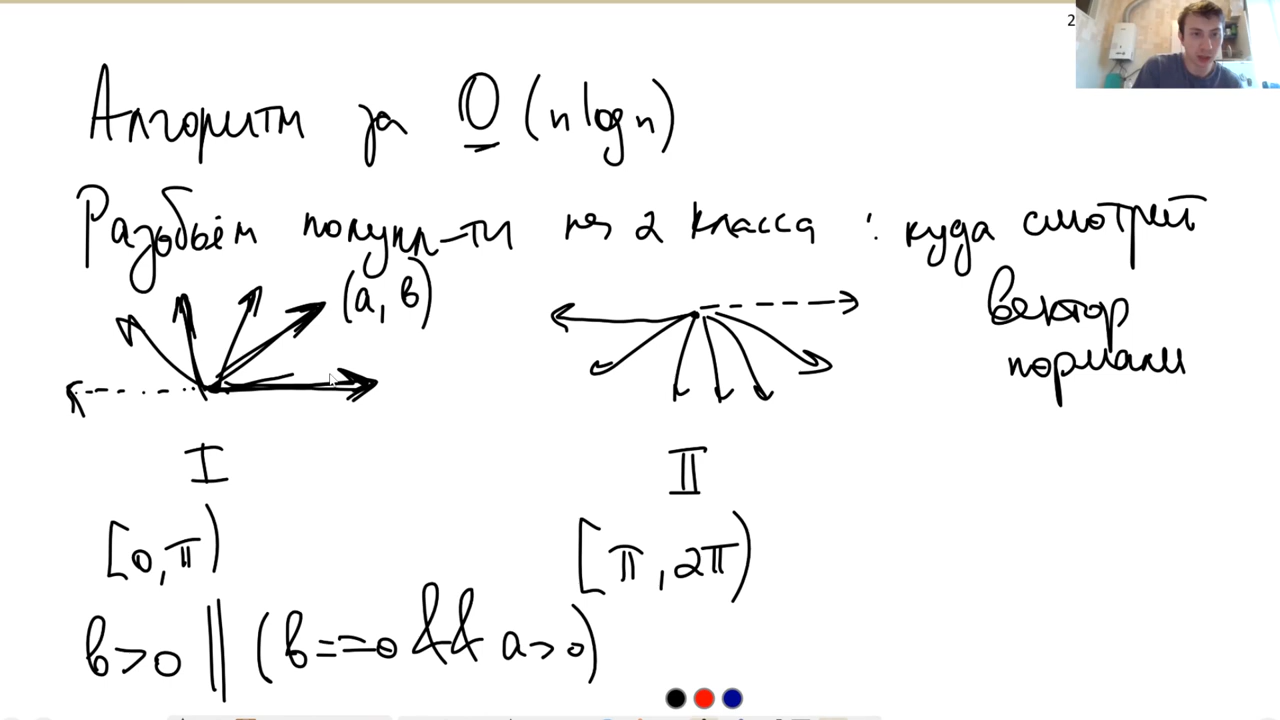 2
Алгоритм за O(n log n)
Разобьём полупл-ти на 2 класса : куда смотрит
вектор
нормали
(a, b)
I
II
[0, π)
[π, 2π)
b>0 || (b==0 && a>0)